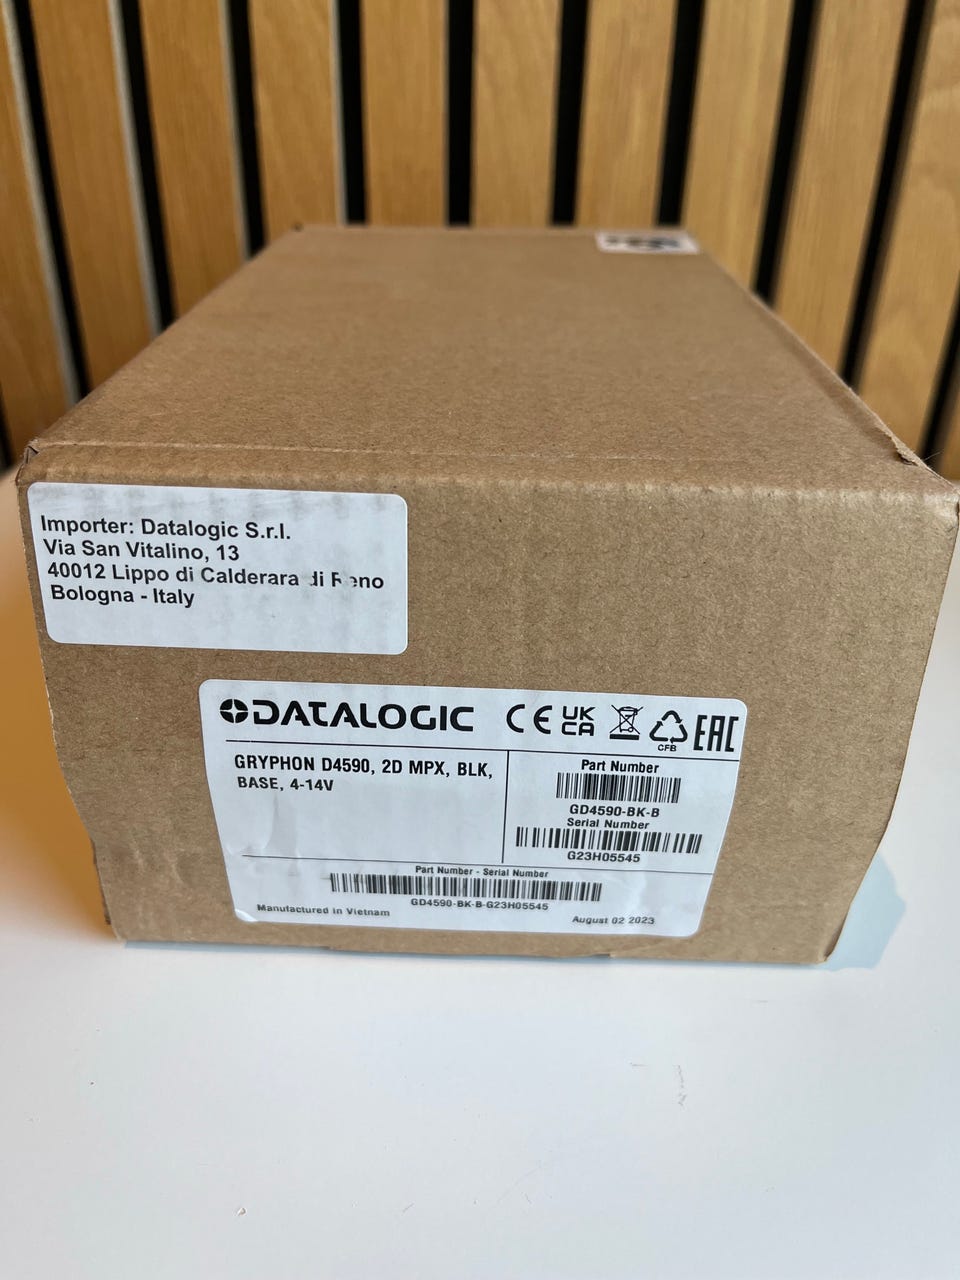 Importer: Datalogic S.r.l.
Via San Vitalino, 13
40012 Lippo di Calderara di Reno
Bologna - Italy
DATALOGIC CE UK CA CFB EAC
GRYPHON D4590, 2D MPX, BLK,
BASE, 4-14V
Part Number
GD4590-BK-B
Serial Number
G23H05545
Part Number - Serial Number
GD4590-BK-B-G23H05545
Manufactured in Vietnam
August 02 2023